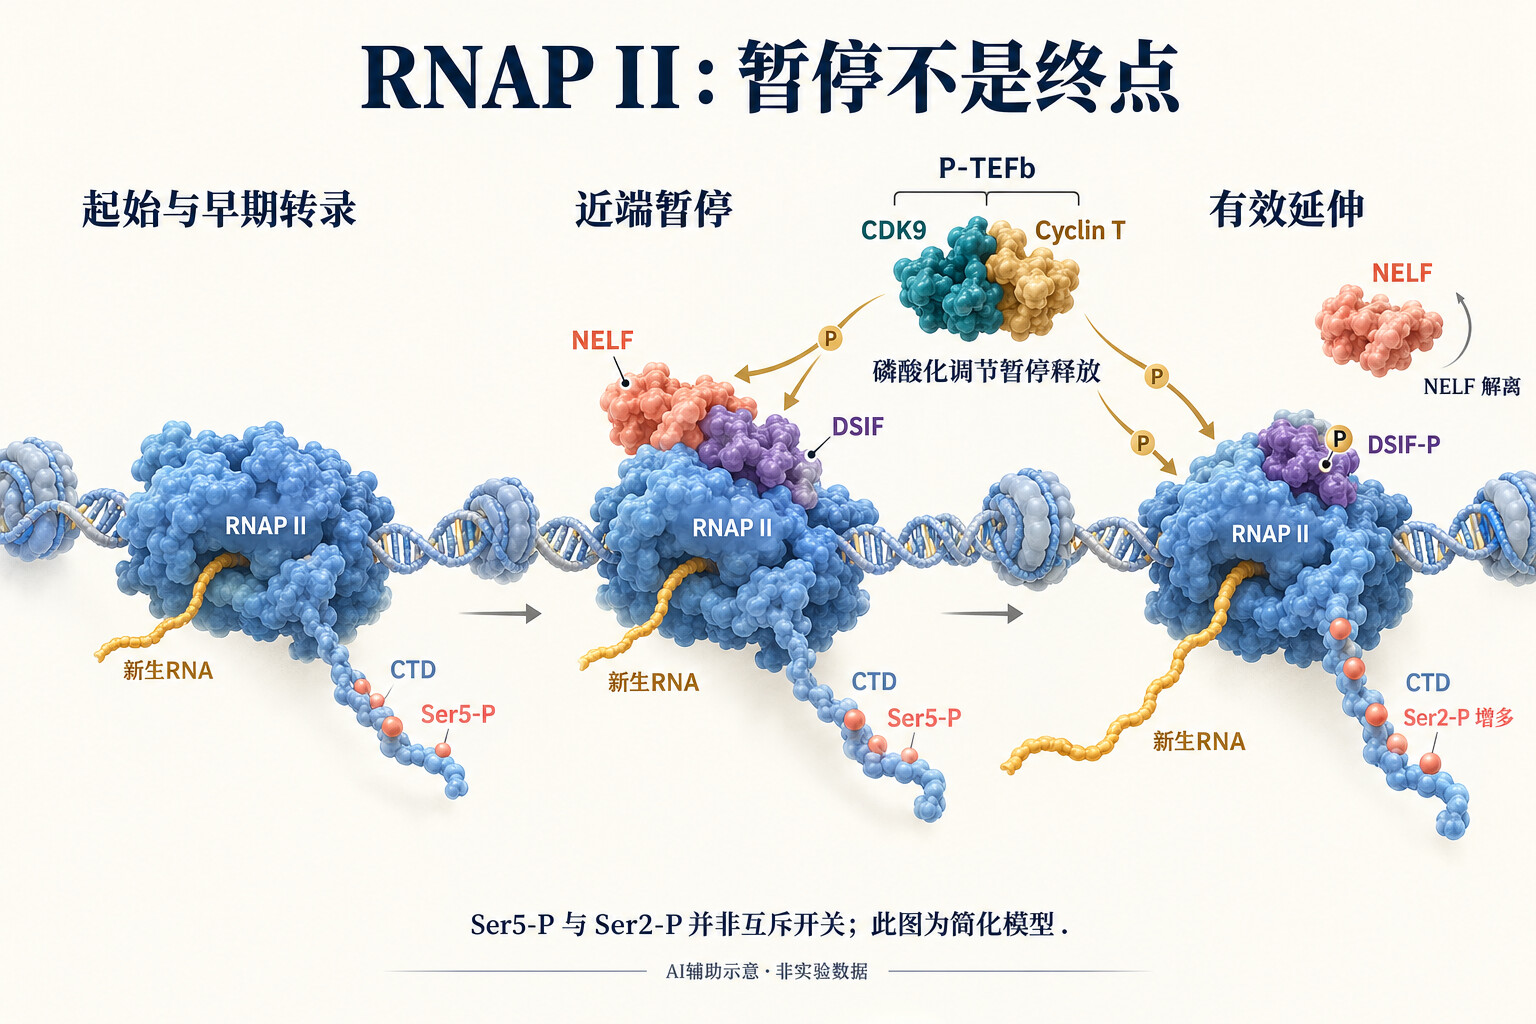 RNAP II：暂停不是终点
起始与早期转录
近端暂停
P-TEFb
CDK9
Cyclin T
有效延伸
NELF
NELF 解离
NELF
P
磷酸化调节暂停释放
P
P
DSIF
P
DSIF-P
RNAP II
RNAP II
RNAP II
新生RNA
CTD
Ser5-P
新生RNA
CTD
Ser5-P
新生RNA
CTD
Ser2-P 增多
Ser5-P 与 Ser2-P 并非互斥开关；此图为简化模型 .
AI辅助示意 · 非实验数据